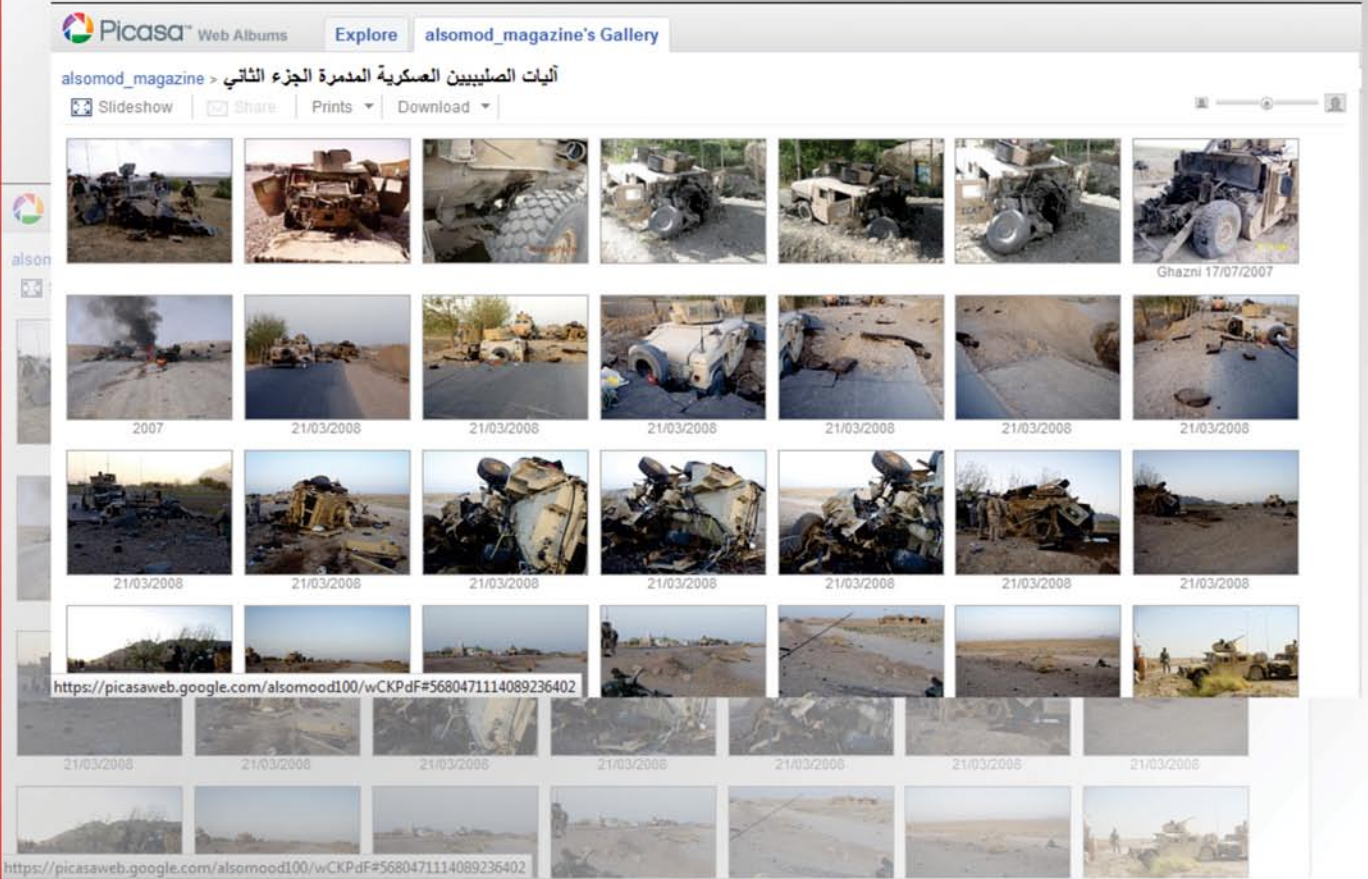 Picasa™ Web Albums Explore alsomod_magazine's Gallery
alsomod_magazine > آليات الصليبيين العسكرية المدمرة الجزء الثاني
Slideshow Share Prints Download
Ghazni 17/07/2007
2007 21/03/2008 21/03/2008 21/03/2008 21/03/2008 21/03/2008 21/03/2008
21/03/2008 21/03/2008 21/03/2008 21/03/2008 21/03/2008 21/03/2008 21/03/2008
https://picasaweb.google.com/alsomood100/wCKPdF#5680471114089236402
alson
21/03/2008 21/03/2008 21/03/2008 21/03/2008 21/03/2008 21/03/2008 21/03/2008
https://picasaweb.google.com/alsomood100/wCKPdF#5680471114089236402